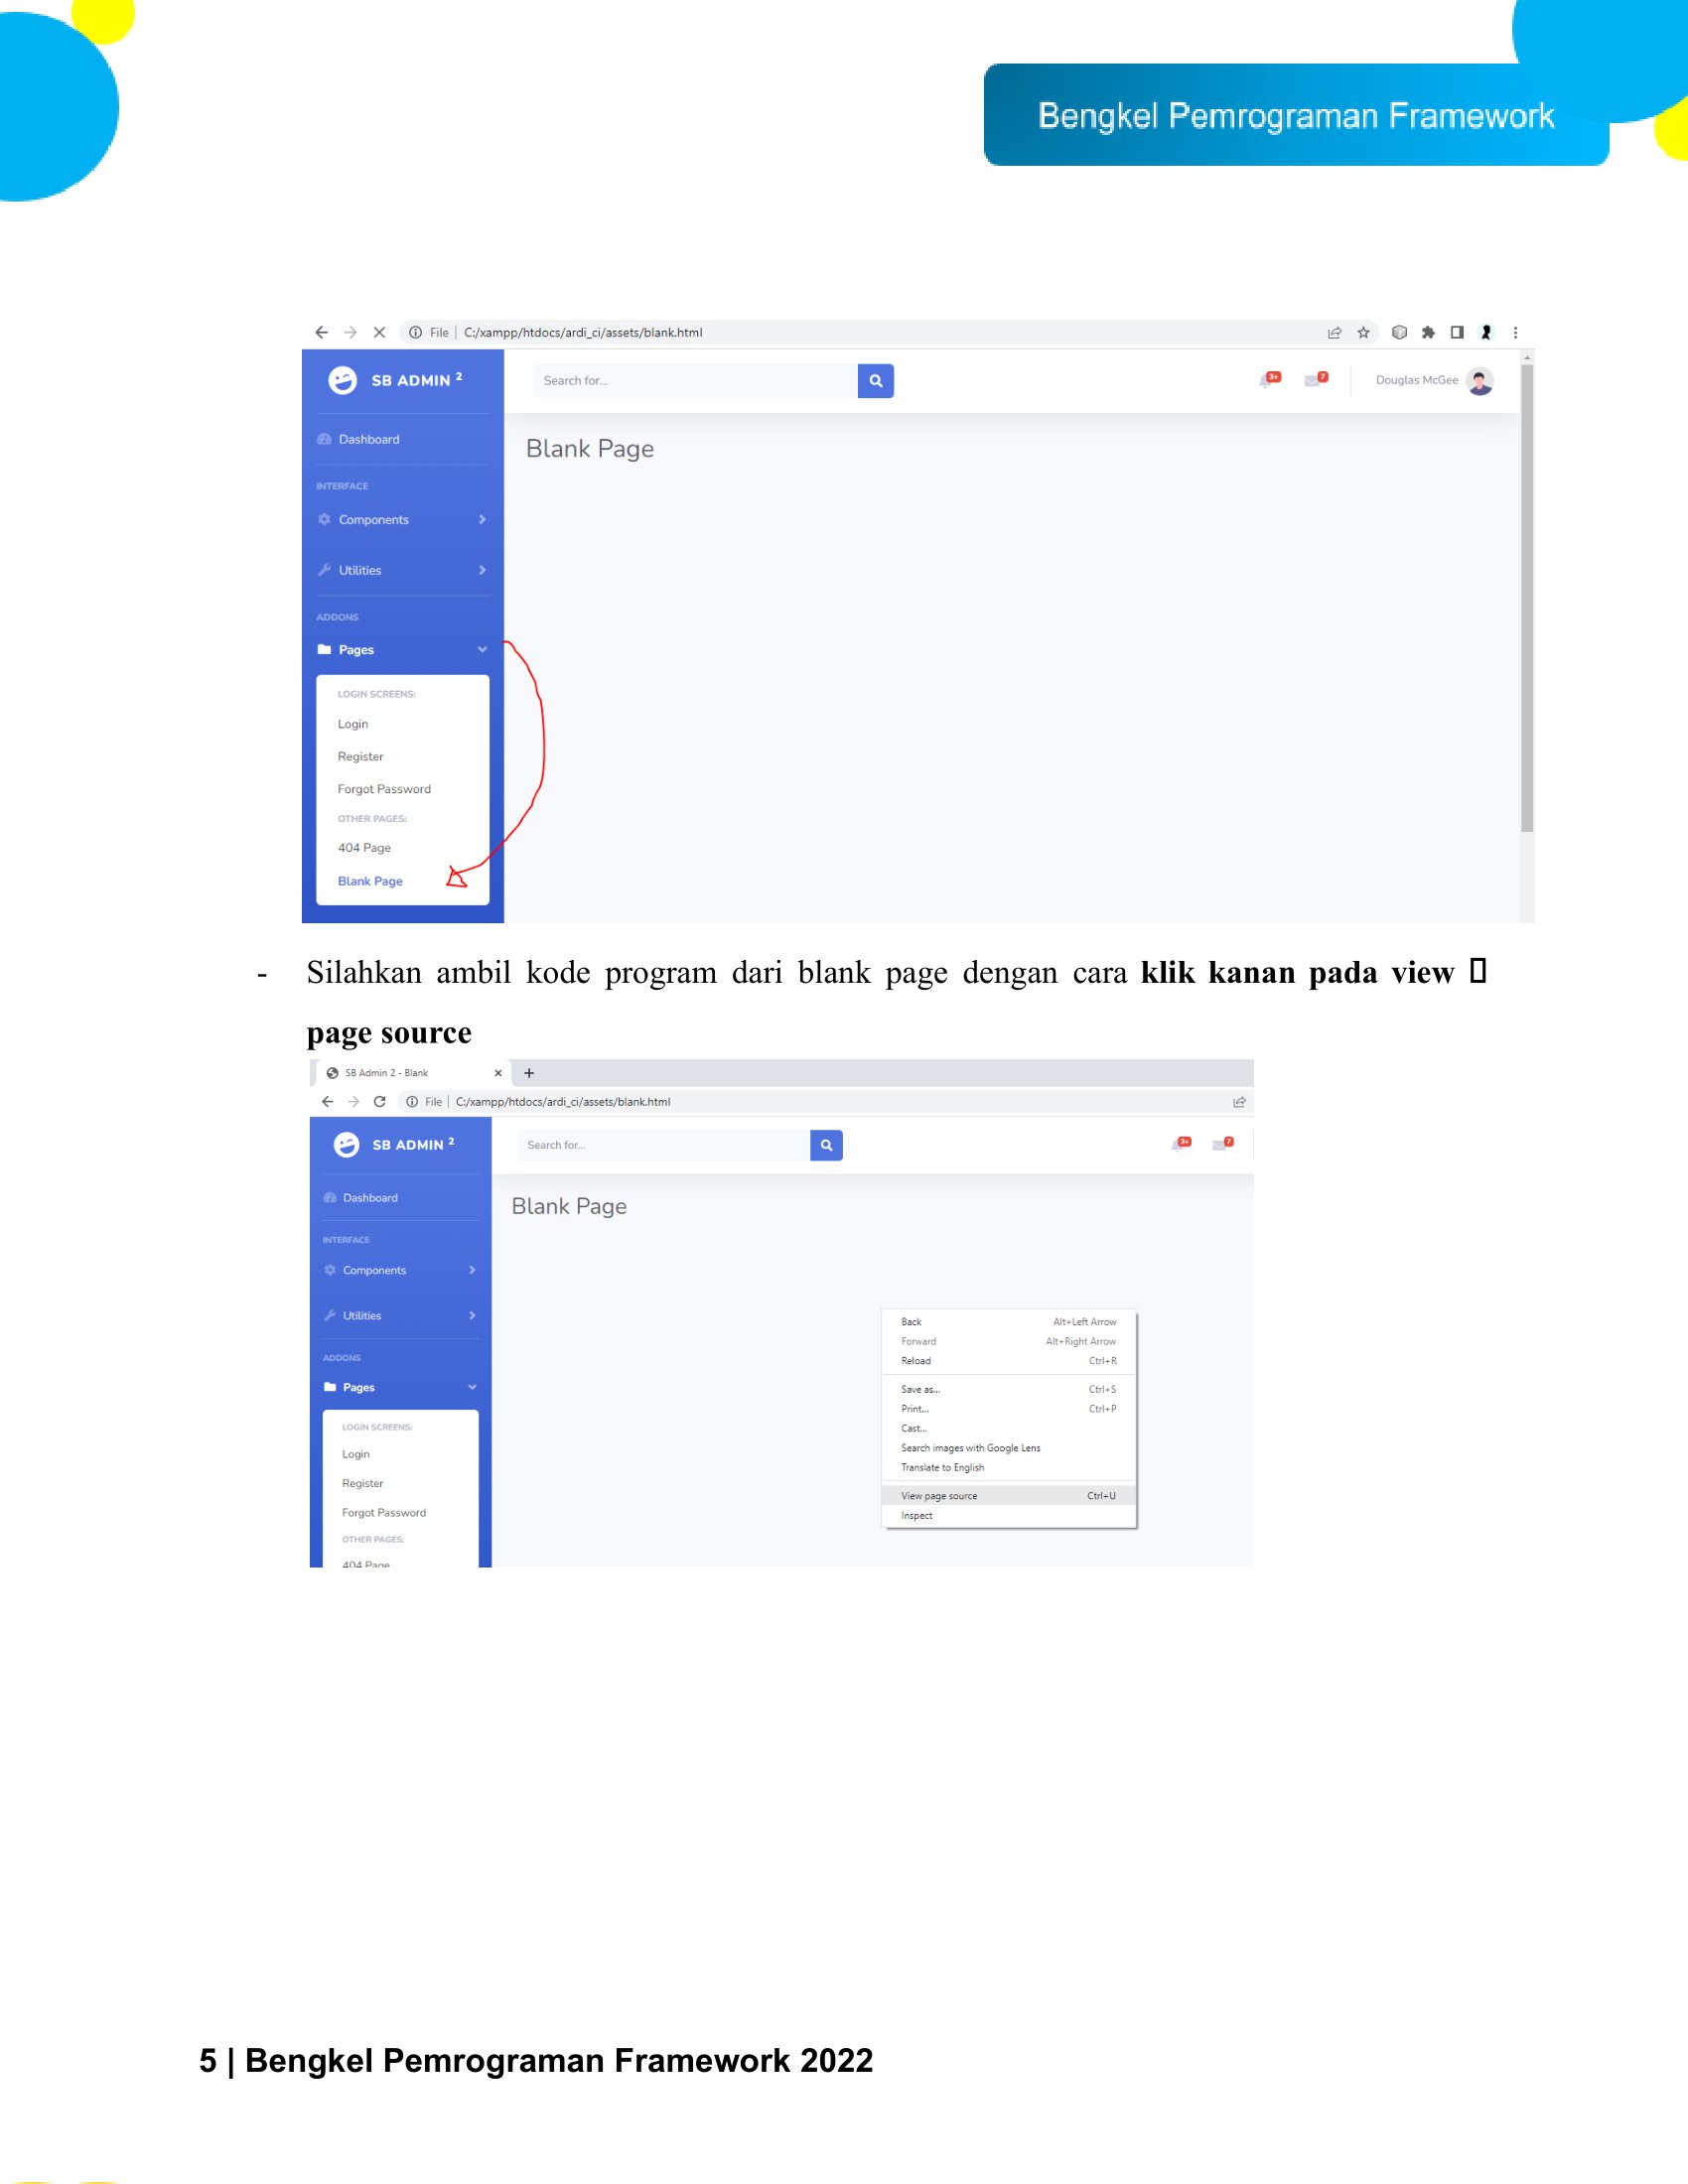 Bengkel Pemrograman Framework
File | C:/xampp/htdocs/ardi_ci/assets/blank.html
SB ADMIN 2
Search for...
3+
7
Douglas McGee
Dashboard
Blank Page
INTERFACE
Components
Utilities
ADDONS
Pages
LOGIN SCREENS:
Login
Register
Forgot Password
OTHER PAGES:
404 Page
Blank Page
- Silahkan ambil kode program dari blank page dengan cara klik kanan pada view
page source
SB Admin 2 - Blank
File | C:/xampp/htdocs/ardi_ci/assets/blank.html
SB ADMIN 2
Search for...
3+
7
Dashboard
Blank Page
INTERFACE
Components
Utilities
ADDONS
Pages
LOGIN SCREENS:
Login
Register
Forgot Password
OTHER PAGES:
404 Page
Back Alt+Left Arrow
Forward Alt+Right Arrow
Reload Ctrl+R
Save as... Ctrl+S
Print... Ctrl+P
Cast...
Search images with Google Lens
Translate to English
View page source Ctrl+U
Inspect
5 | Bengkel Pemrograman Framework 2022